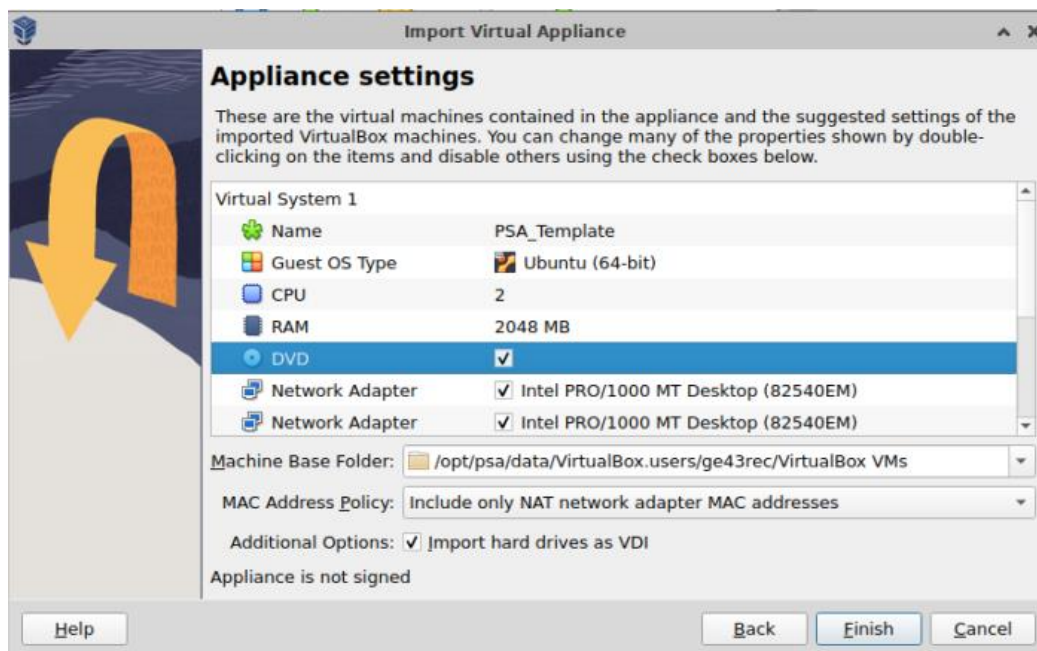 Import Virtual Appliance
Appliance settings
These are the virtual machines contained in the appliance and the suggested settings of the
imported VirtualBox machines. You can change many of the properties shown by double-
clicking on the items and disable others using the check boxes below.
Virtual System 1
Name PSA_Template
Guest OS Type Ubuntu (64-bit)
CPU 2
RAM 2048 MB
DVD
Network Adapter Intel PRO/1000 MT Desktop (82540EM)
Network Adapter Intel PRO/1000 MT Desktop (82540EM)
Machine Base Folder: /opt/psa/data/VirtualBox.users/ge43rec/VirtualBox VMs
MAC Address Policy: Include only NAT network adapter MAC addresses
Additional Options: Import hard drives as VDI
Appliance is not signed
Help Back Finish Cancel